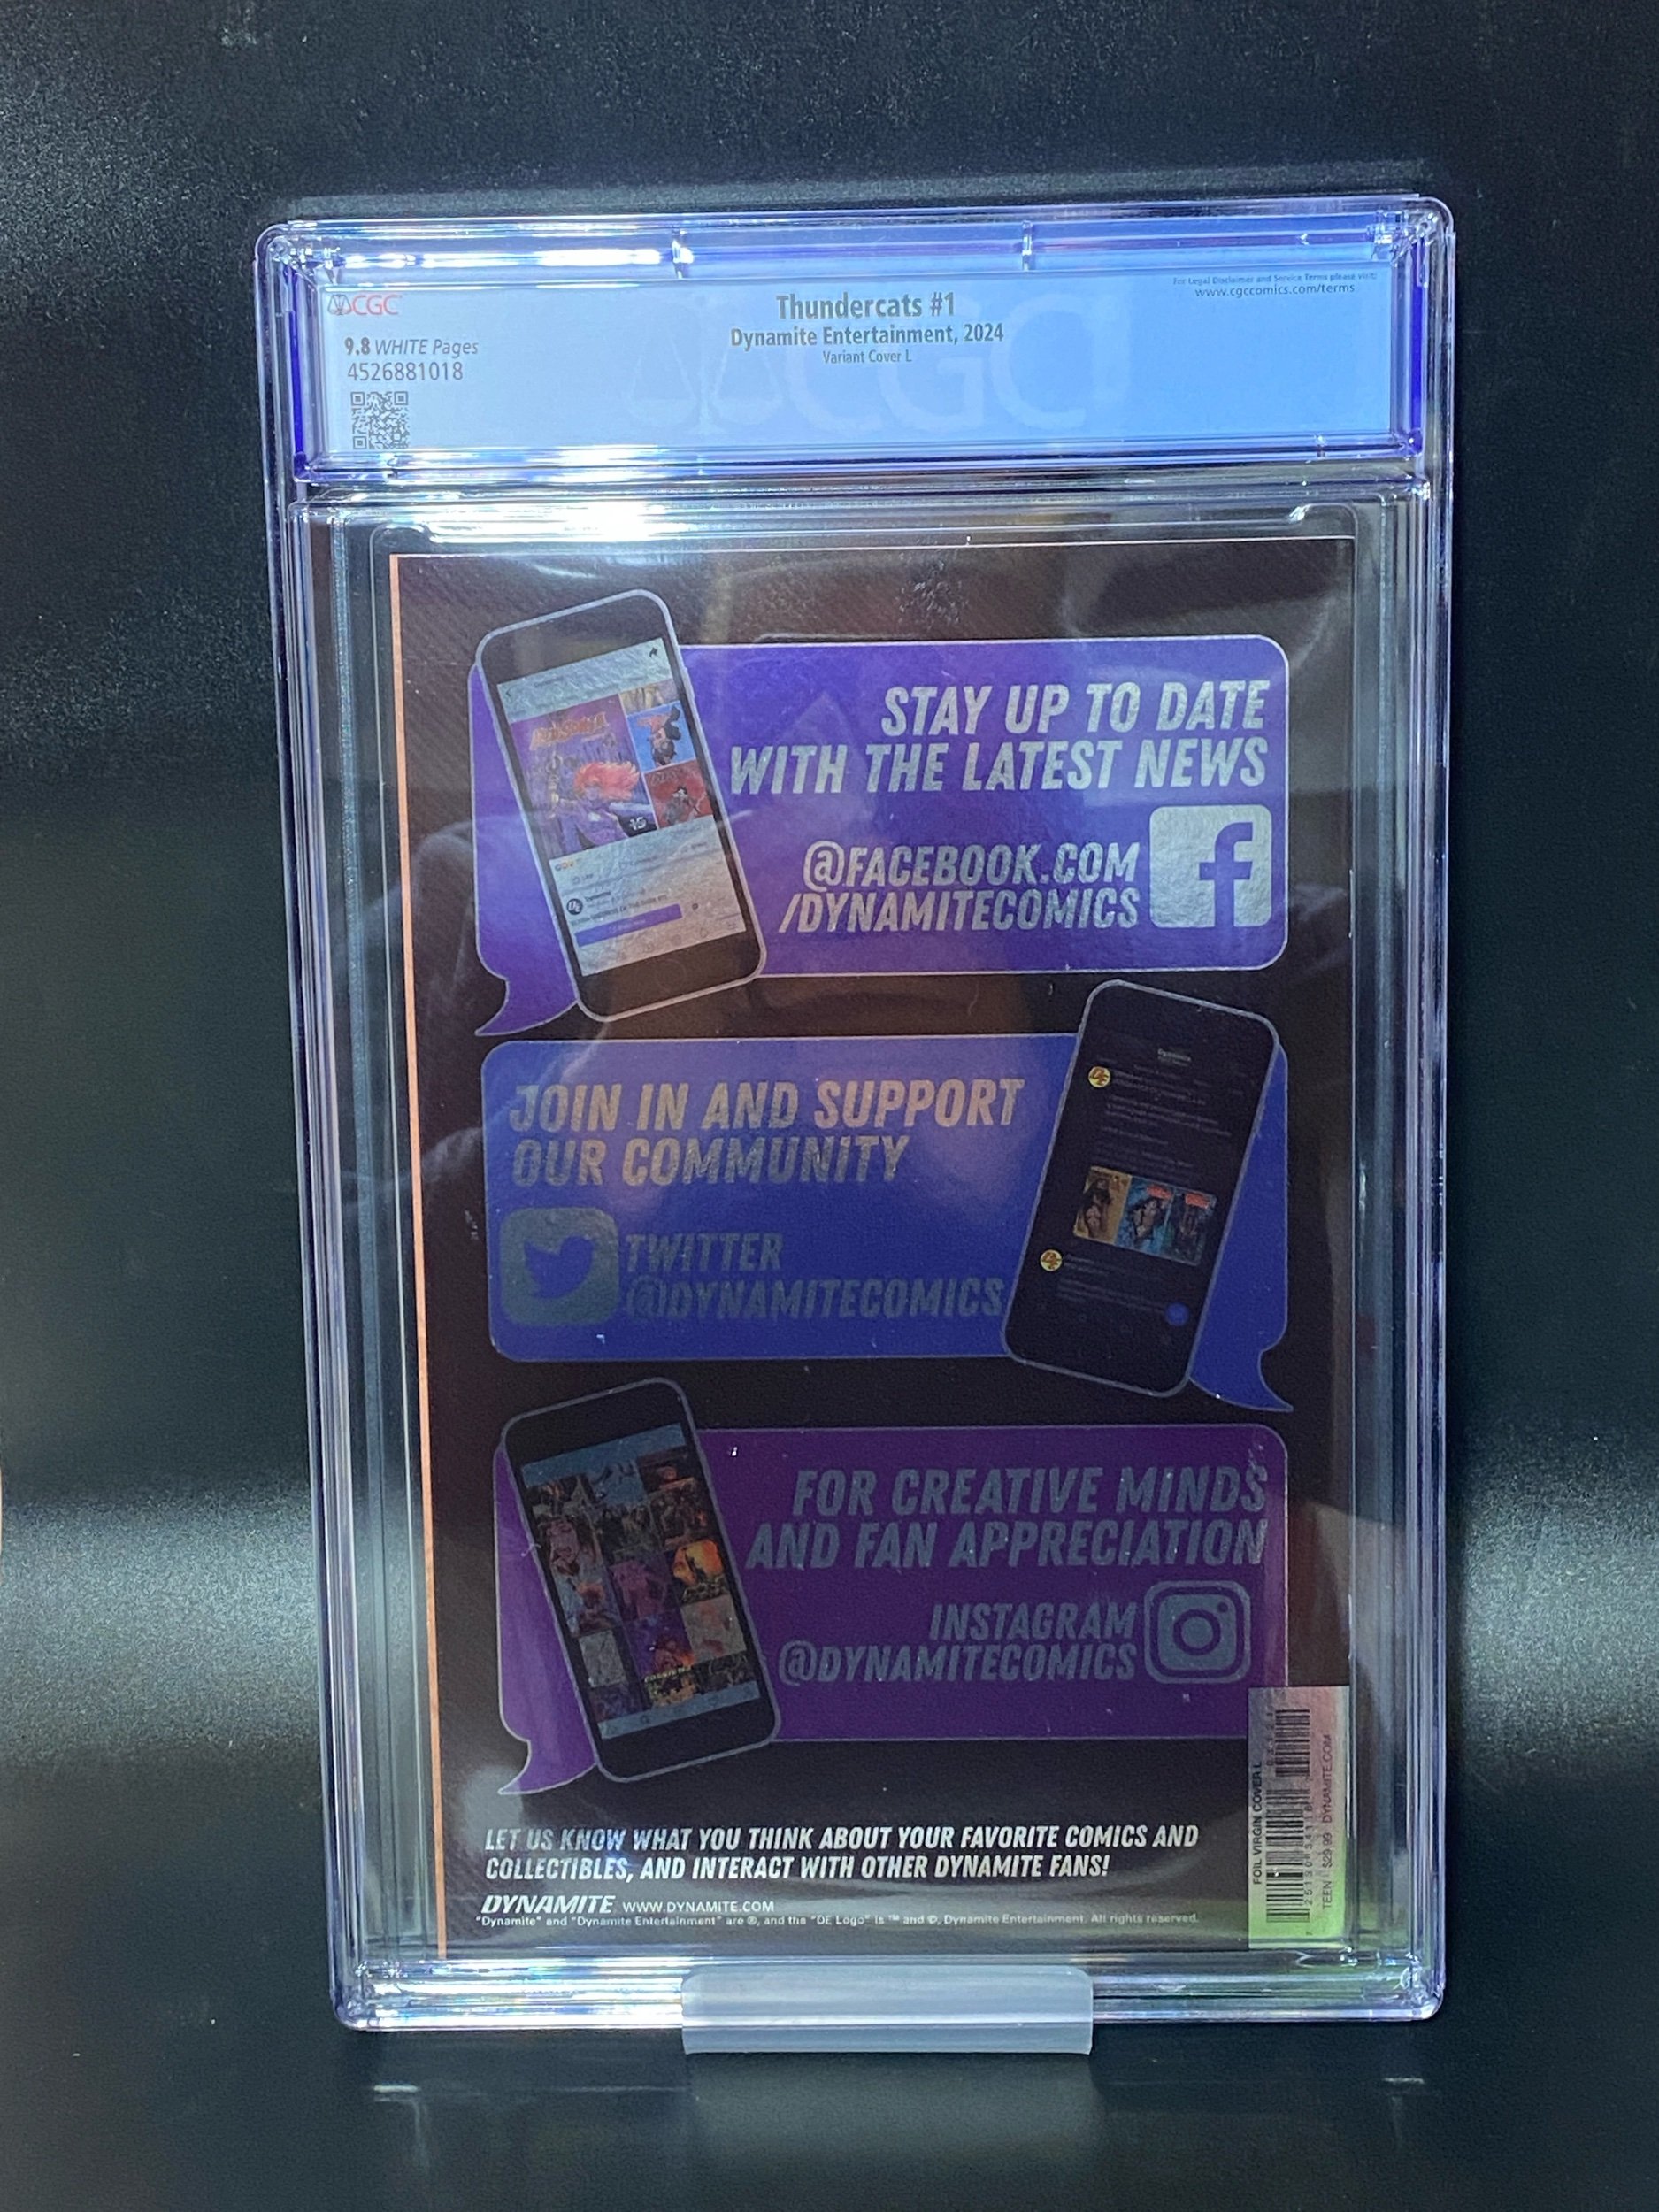 CGC
9.8 WHITE Pages
4526881018
Thundercats #1
Dynamite Entertainment, 2024
Variant Cover L
For Legal Disclaimer and Service Terms please visit:
www.cgccomics.com/terms
CGC
STAY UP TO DATE
WITH THE LATEST NEWS
@FACEBOOK.COM
/DYNAMITECOMICS
JOIN IN AND SUPPORT
OUR COMMUNITY
TWITTER
@DYNAMITECOMICS
FOR CREATIVE MINDS
AND FAN APPRECIATION
INSTAGRAM
@DYNAMITECOMICS
LET US KNOW WHAT YOU THINK ABOUT YOUR FAVORITE COMICS AND
COLLECTIBLES, AND INTERACT WITH OTHER DYNAMITE FANS!
DYNAMITE WWW.DYNAMITE.COM
"Dynamite" and "Dynamite Entertainment" are ®, and the "DE Logo" is ™ and ©, Dynamite Entertainment. All rights reserved.
FOIL VIRGIN COVER L
TEEN $29.99 DYNAMITE.COM